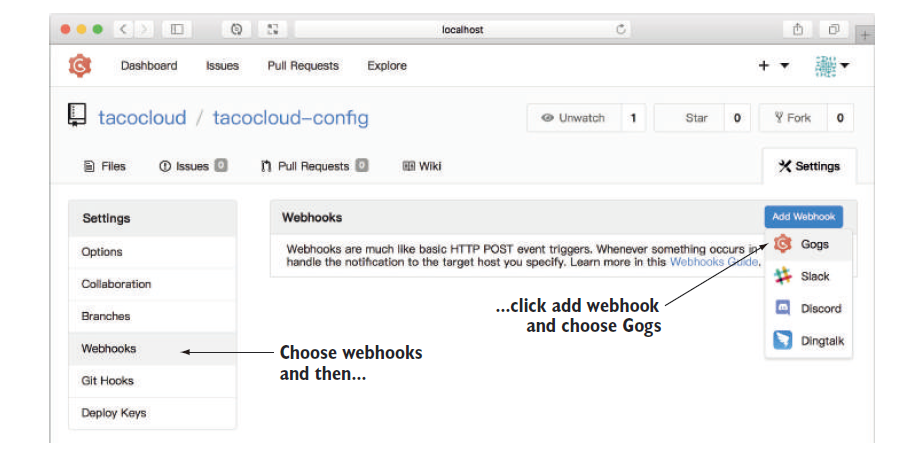 localhost
Dashboard Issues Pull Requests Explore
tacocloud / tacocloud-config
Unwatch 1 Star 0 Fork 0
Files Issues 0 Pull Requests 0 Wiki Settings
Settings
Options
Collaboration
Branches
Webhooks
Git Hooks
Deploy Keys
Webhooks Add Webhook
Webhooks are much like basic HTTP POST event triggers. Whenever something occurs in
handle the notification to the target host you specify. Learn more in this Webhooks Guide.
Gogs
Slack
Discord
Dingtalk
...click add webhook
and choose Gogs
Choose webhooks
and then...